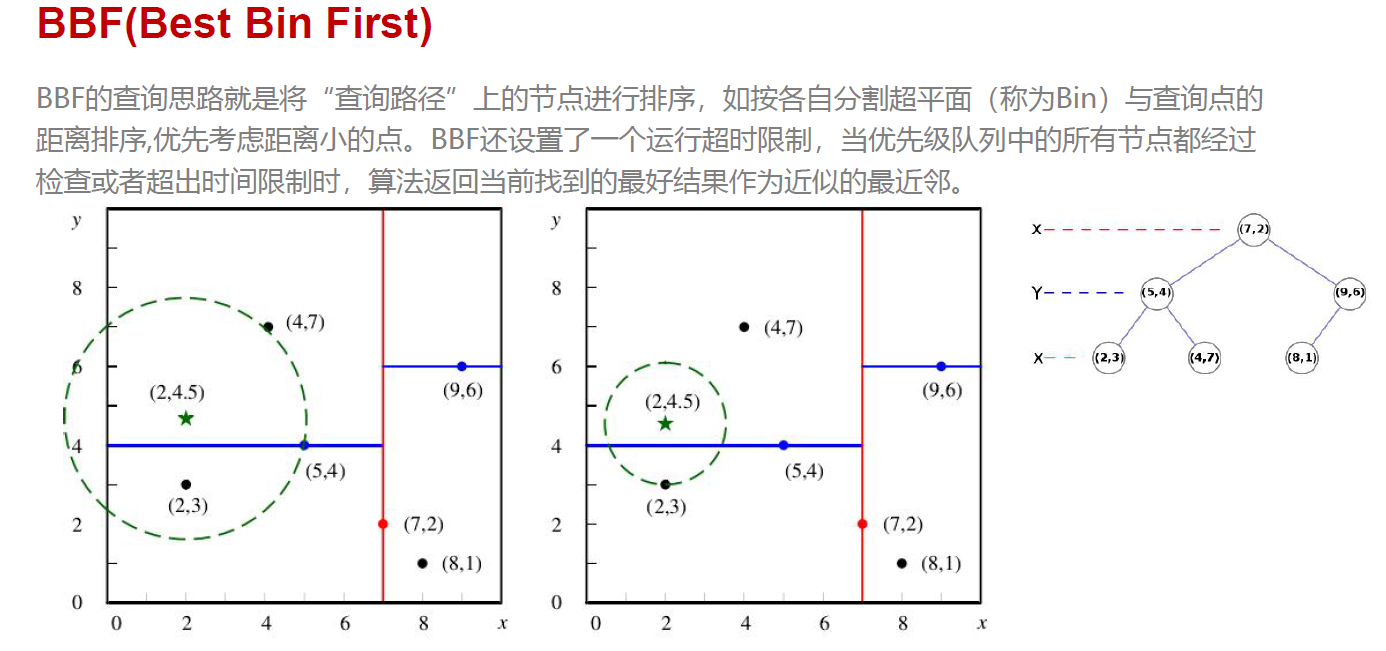 BBF(Best Bin First)
BBF的查询思路就是将“查询路径”上的节点进行排序，如按各自分割超平面（称为Bin）与查询点的
距离排序,优先考虑距离小的点。BBF还设置了一个运行超时限制，当优先级队列中的所有节点都经过
检查或者超出时间限制时，算法返回当前找到的最好结果作为近似的最近邻。
y
8
6
4
2
0
0 2 4 6 8 x
(4,7)
(2,4.5)
(9,6)
(5,4)
(2,3)
(7,2)
(8,1)
y
8
6
4
2
0
0 2 4 6 8 x
(4,7)
(2,4.5)
(9,6)
(5,4)
(2,3)
(7,2)
(8,1)
X (7,2)
Y (5,4) (9,6)
X (2,3) (4,7) (8,1)